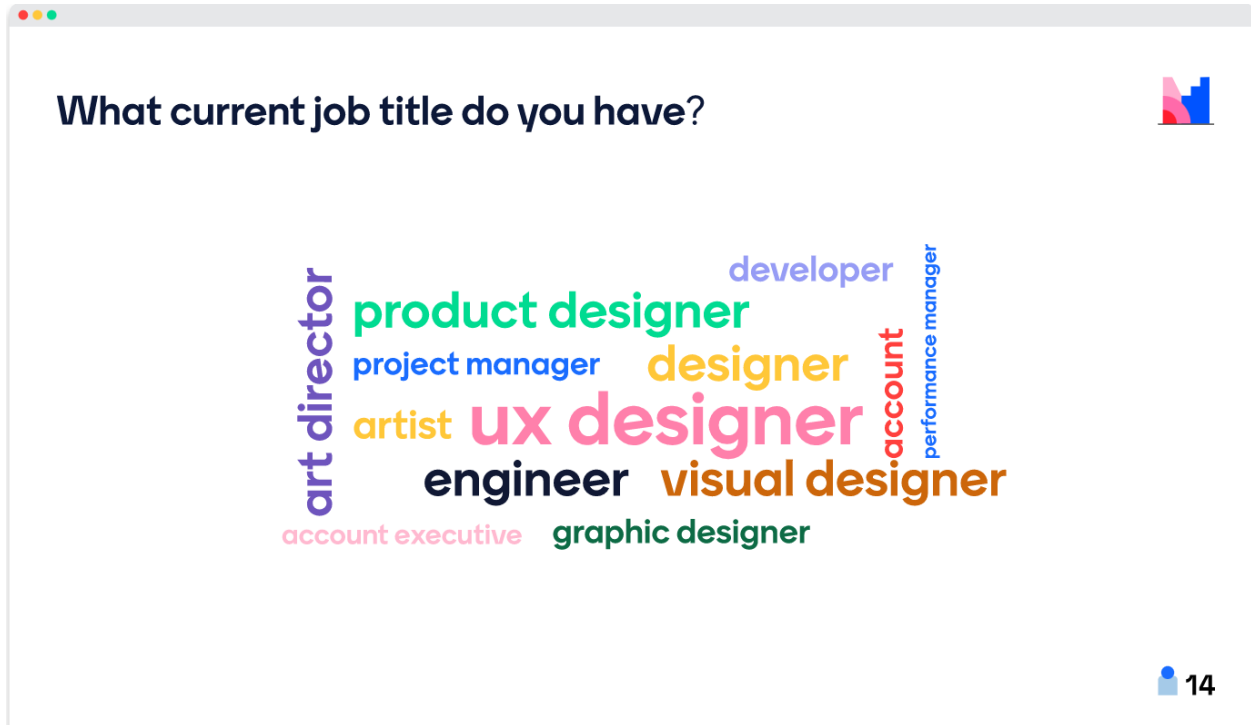 What current job title do you have?
developer
performance manager
art director
product designer
project manager
designer
account
artist
ux designer
engineer
visual designer
account executive
graphic designer
14